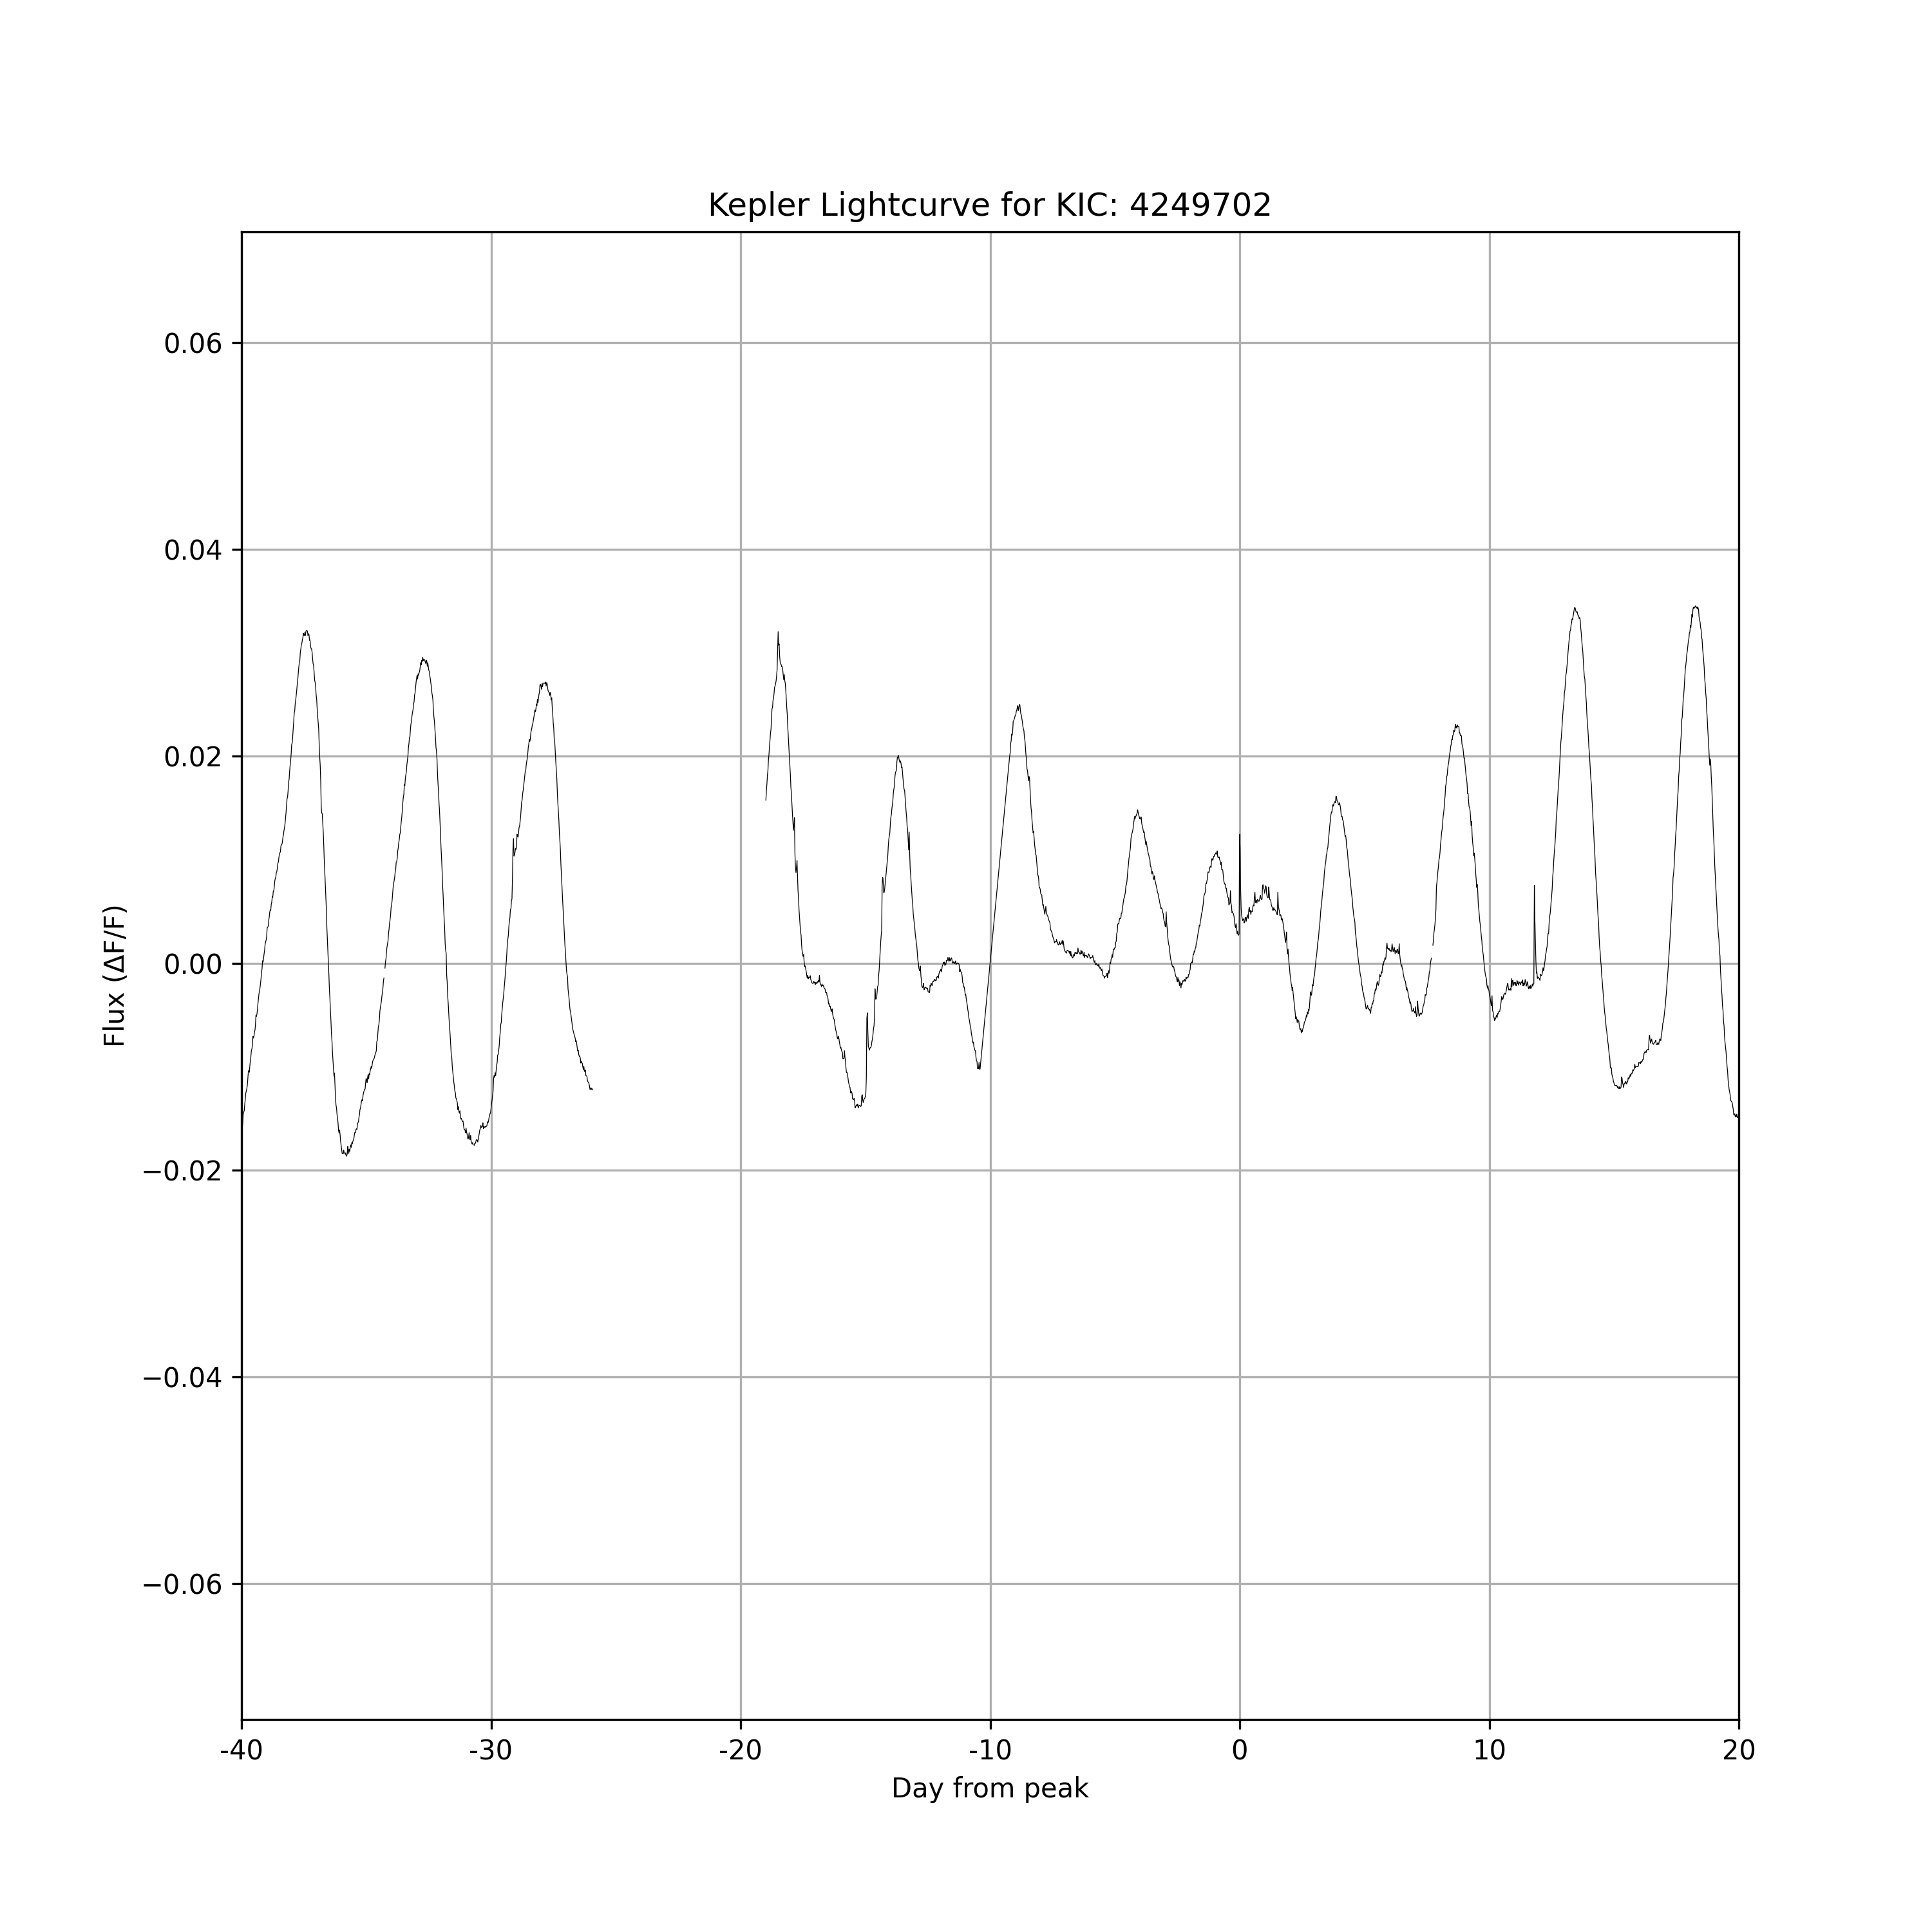 Kepler Lightcurve for KIC: 4249702
Flux (ΔF/F)
0.06
0.04
0.02
0.00
−0.02
−0.04
−0.06
-40 -30 -20 -10 0 10 20
Day from peak